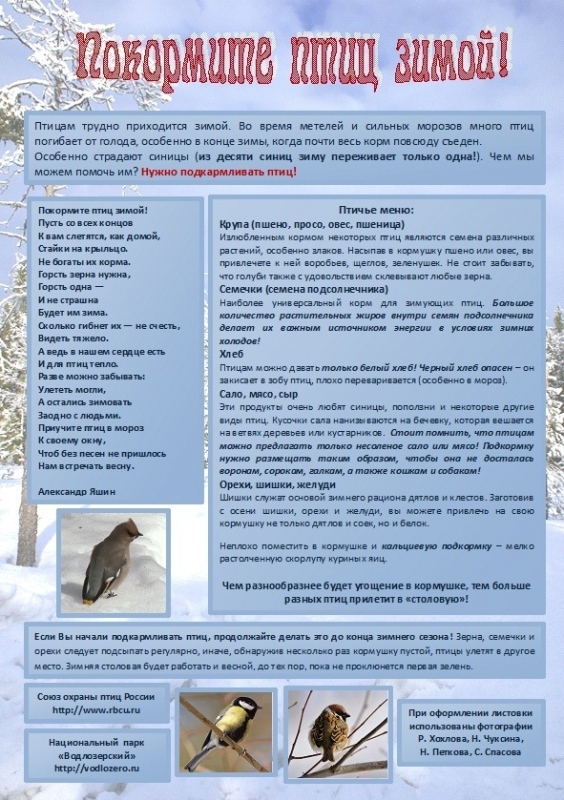 Покормите птиц зимой!
Птицам трудно приходится зимой. Во время метелей и сильных морозов много птиц
погибает от голода, особенно в конце зимы, когда почти весь корм повсюду съеден.
Особенно страдают синицы (из десяти синиц зиму переживает только одна!). Чем мы
можем помочь им? Нужно подкармливать птиц!
Покормите птиц зимой!
Пусть со всех концов
К вам слетятся, как домой,
Стайки на крыльцо.
Не богаты их корма.
Горсть зерна нужна,
Горсть одна —
И не страшна
Будет им зима.
Сколько гибнет их — не счесть,
Видеть тяжело.
А ведь в нашем сердце есть
И для птиц тепло.
Разве можно забывать:
Улететь могли,
А остались зимовать
Заодно с людьми.
Приучите птиц в мороз
К своему окну,
Чтоб без песен не пришлось
Нам встречать весну.
Александр Яшин
Птичье меню:
Крупа (пшено, просо, овес, пшеница)
Излюбленным кормом некоторых птиц являются семена различных
растений, особенно злаков. Насыпав в кормушку пшено или овес, вы
привлечете к ней воробьев, щеглов, зеленушек. Не стоит забывать,
что голуби также с удовольствием склевывают любые зерна.
Семечки (семена подсолнечника)
Наиболее универсальный корм для зимующих птиц. Большое
количество растительных жиров внутри семян подсолнечника
делает их важным источником энергии в условиях зимних
холодов!
Хлеб
Птицам можно давать только белый хлеб! Черный хлеб опасен – он
закисает в зобу птиц, плохо переваривается (особенно в мороз).
Сало, мясо, сыр
Эти продукты очень любят синицы, поползни и некоторые другие
виды птиц. Кусочки сала нанизываются на бечевку, которая вешается
на ветвях деревьев или кустарников. Стоит помнить, что птицам
можно предлагать только несоленое сало или мясо! Подкормку
нужно размещать таким образом, чтобы она не досталась
воронам, сорокам, галкам, а также кошкам и собакам!
Орехи, шишки, желуди
Шишки служат основой зимнего рациона дятлов и клестов. Заготовив
с осени шишки, орехи и желуди, вы можете привлечь на свою
кормушку не только дятлов и соек, но и белок.
Неплохо поместить в кормушке и кальциевую подкормку – мелко
растолченную скорлупу куриных яиц.
Чем разнообразнее будет угощение в кормушке, тем больше
разных птиц прилетит в «столовую»!
Если Вы начали подкармливать птиц, продолжайте делать это до конца зимнего сезона! Зерна, семечки и
орехи следует подсыпать регулярно, иначе, обнаружив несколько раз кормушку пустой, птицы улетят в другое
место. Зимняя столовая будет работать и весной, до тех пор, пока не проклюнется первая зелень.
Союз охраны птиц России
http://www.rbcu.ru
Национальный парк
«Водлозерский»
http://vodlozero.ru
При оформлении листовки
использованы фотографии
Р. Хохлова, Н. Чуксина,
Н. Петкова, С. Спасова